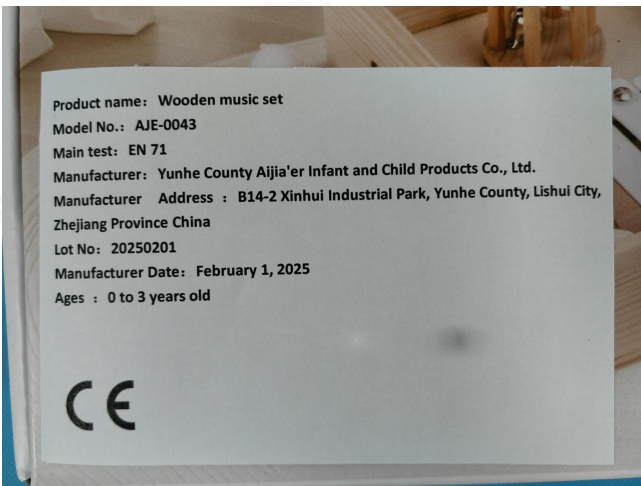 Product name：Wooden music set
Model No.：AJE-0043
Main test：EN 71
Manufacturer：Yunhe County Aijia'er Infant and Child Products Co., Ltd.
Manufacturer Address ：B14-2 Xinhui Industrial Park, Yunhe County, Lishui City,
Zhejiang Province China
Lot No：20250201
Manufacturer Date：February 1, 2025
Ages ：0 to 3 years old
CE